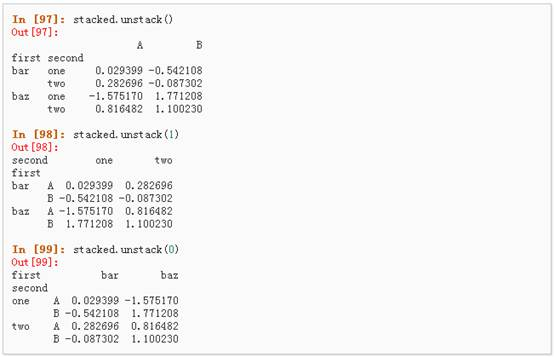 In [97]: stacked.unstack()
Out[97]:
                     A         B
first second
bar   one     0.029399 -0.542108
      two     0.282696 -0.087302
baz   one    -1.575170  1.771208
      two     0.816482  1.100230
In [98]: stacked.unstack(1)
Out[98]:
second        one       two
first
bar   A  0.029399  0.282696
      B -0.542108 -0.087302
baz   A -1.575170  0.816482
      B  1.771208  1.100230
In [99]: stacked.unstack(0)
Out[99]:
first          bar       baz
second
one    A  0.029399 -1.575170
       B -0.542108  1.771208
two    A  0.282696  0.816482
       B -0.087302  1.100230